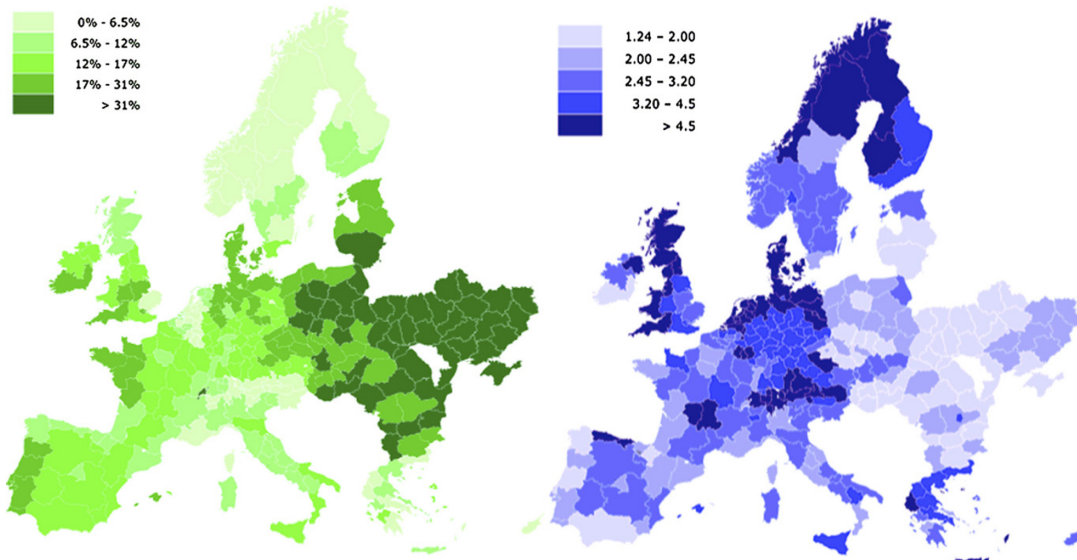 0% - 6.5%
6.5% - 12%
12% - 17%
17% - 31%
> 31%
1.24 – 2.00
2.00 – 2.45
2.45 – 3.20
3.20 – 4.5
> 4.5